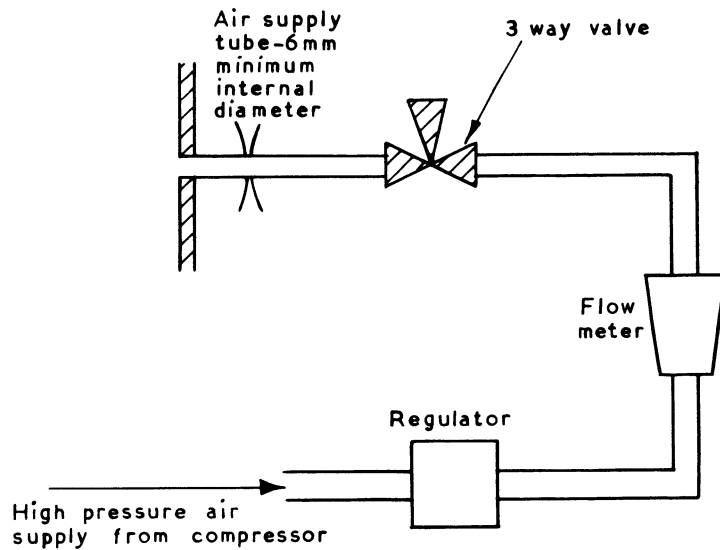 Air supply
tube-6mm
minimum
internal
diameter
3 way valve
Flow
meter
Regulator
High pressure air
supply from compressor